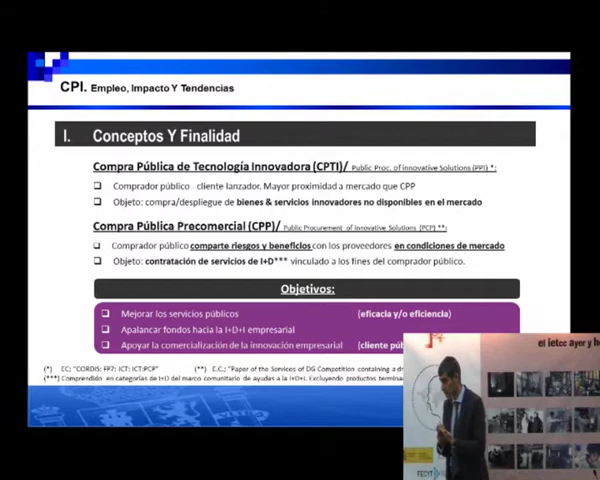 CPI. Empleo, Impacto Y Tendencias
I. Conceptos Y Finalidad
Compra Pública de Tecnología Innovadora (CPTI)/ Public Proc. of innovative Solutions (PPI) *:
Comprador público - cliente lanzador. Mayor proximidad a mercado que CPP
Objeto: compra/despliegue de bienes & servicios innovadores no disponibles en el mercado
Compra Pública Precomercial (CPP)/ Public Procurement of Innovative Solutions (PCP) **:
Comprador público comparte riesgos y beneficios con los proveedores en condiciones de mercado
Objeto: contratación de servicios de I+D*** vinculado a los fines del comprador público.
Objetivos:
Mejorar los servicios públicos (eficacia y/o eficiencia)
Apalancar fondos hacia la I+D+I empresarial
Apoyar la comercialización de la innovación empresarial (cliente
(*) EC; "CORDIS: FP7: ICT: ICT:PCP" (**) E.C.; "Paper of the Services of DG Competition containing a
(***) Comprendido en categorías de I+D del marco comunitario de ayudas a la I+D+I. Excluyendo productos
el ietcc ayer y
FECYT